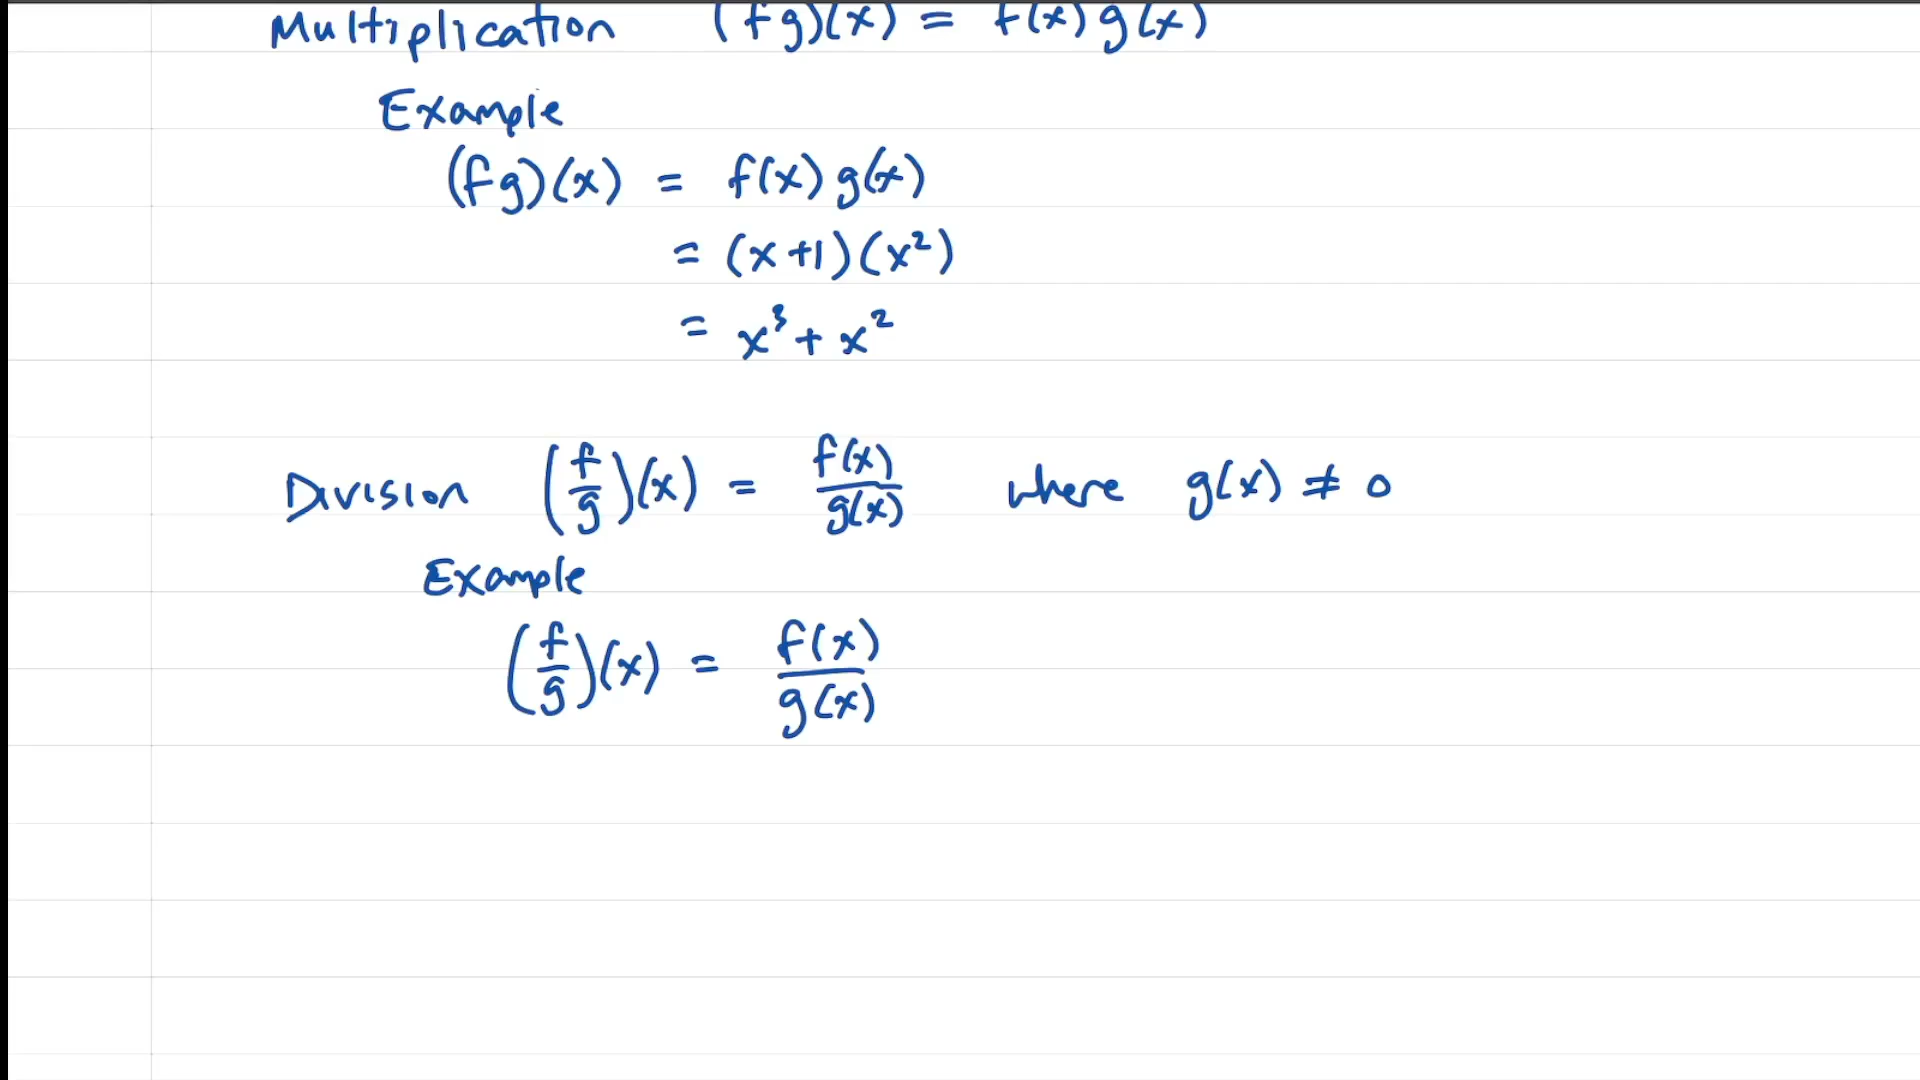 Multiplication (fg)(x) = f(x)g(x)
Example
(fg)(x) = f(x)g(x)
= (x+1)(x²)
= x³ + x²
Division (f/g)(x) = f(x)/g(x) where g(x) ≠ 0
Example
(f/g)(x) = f(x)/g(x)